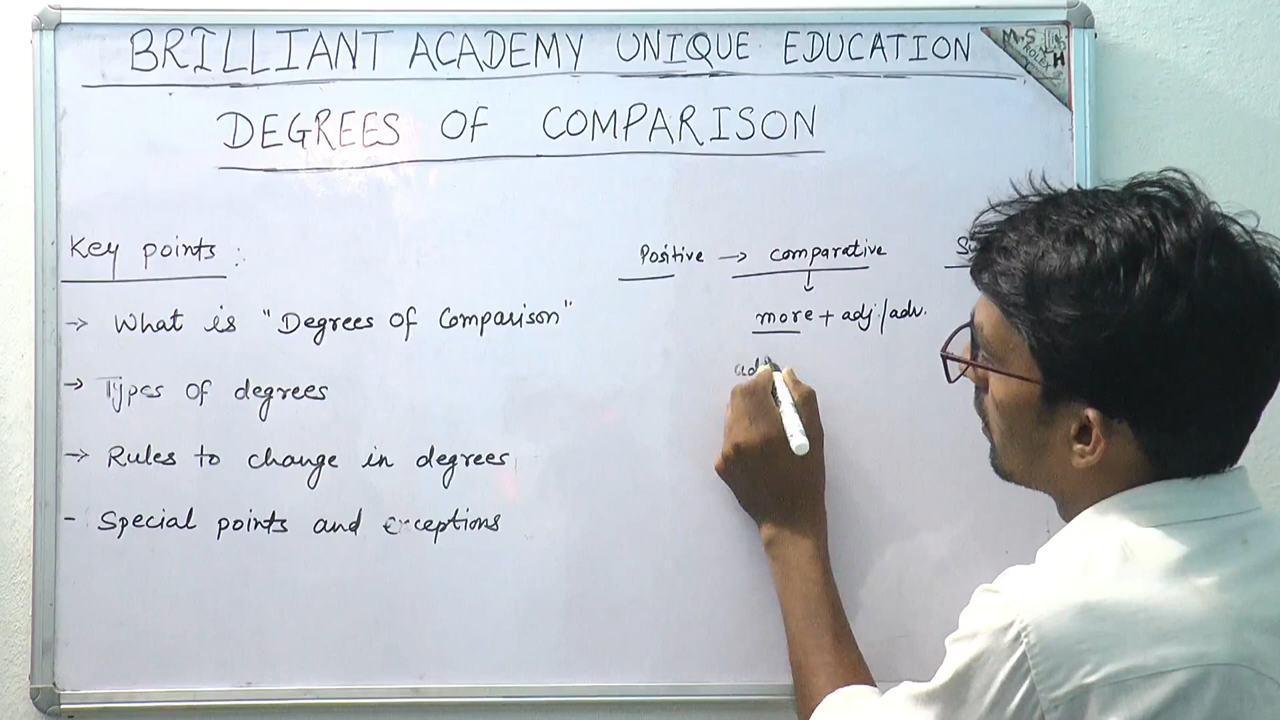 BRILLIANT ACADEMY UNIQUE EDUCATION
M.S
ROLEX
H
DEGREES OF COMPARISON
Key points :
→ What is "Degrees of Comparison"
→ Types of degrees
→ Rules to change in degrees
- Special points and exceptions
Positive → comparative
↓
more + adj./adv.